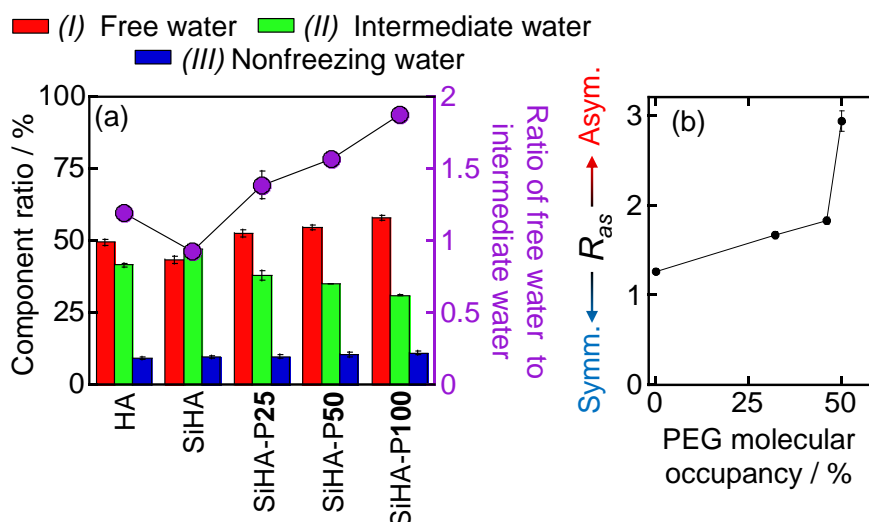 (I) Free water (II) Intermediate water
(III) Nonfreezing water
(a)
Component ratio / %
100
75
50
25
0
2
1.5
1
0.5
0
Ratio of free water to
intermediate water
HA
SiHA
SiHA-P25
SiHA-P50
SiHA-P100
(b)
Symm. Ras Asym.
3
2
1
0
0
25
50
PEG molecular
occupancy / %